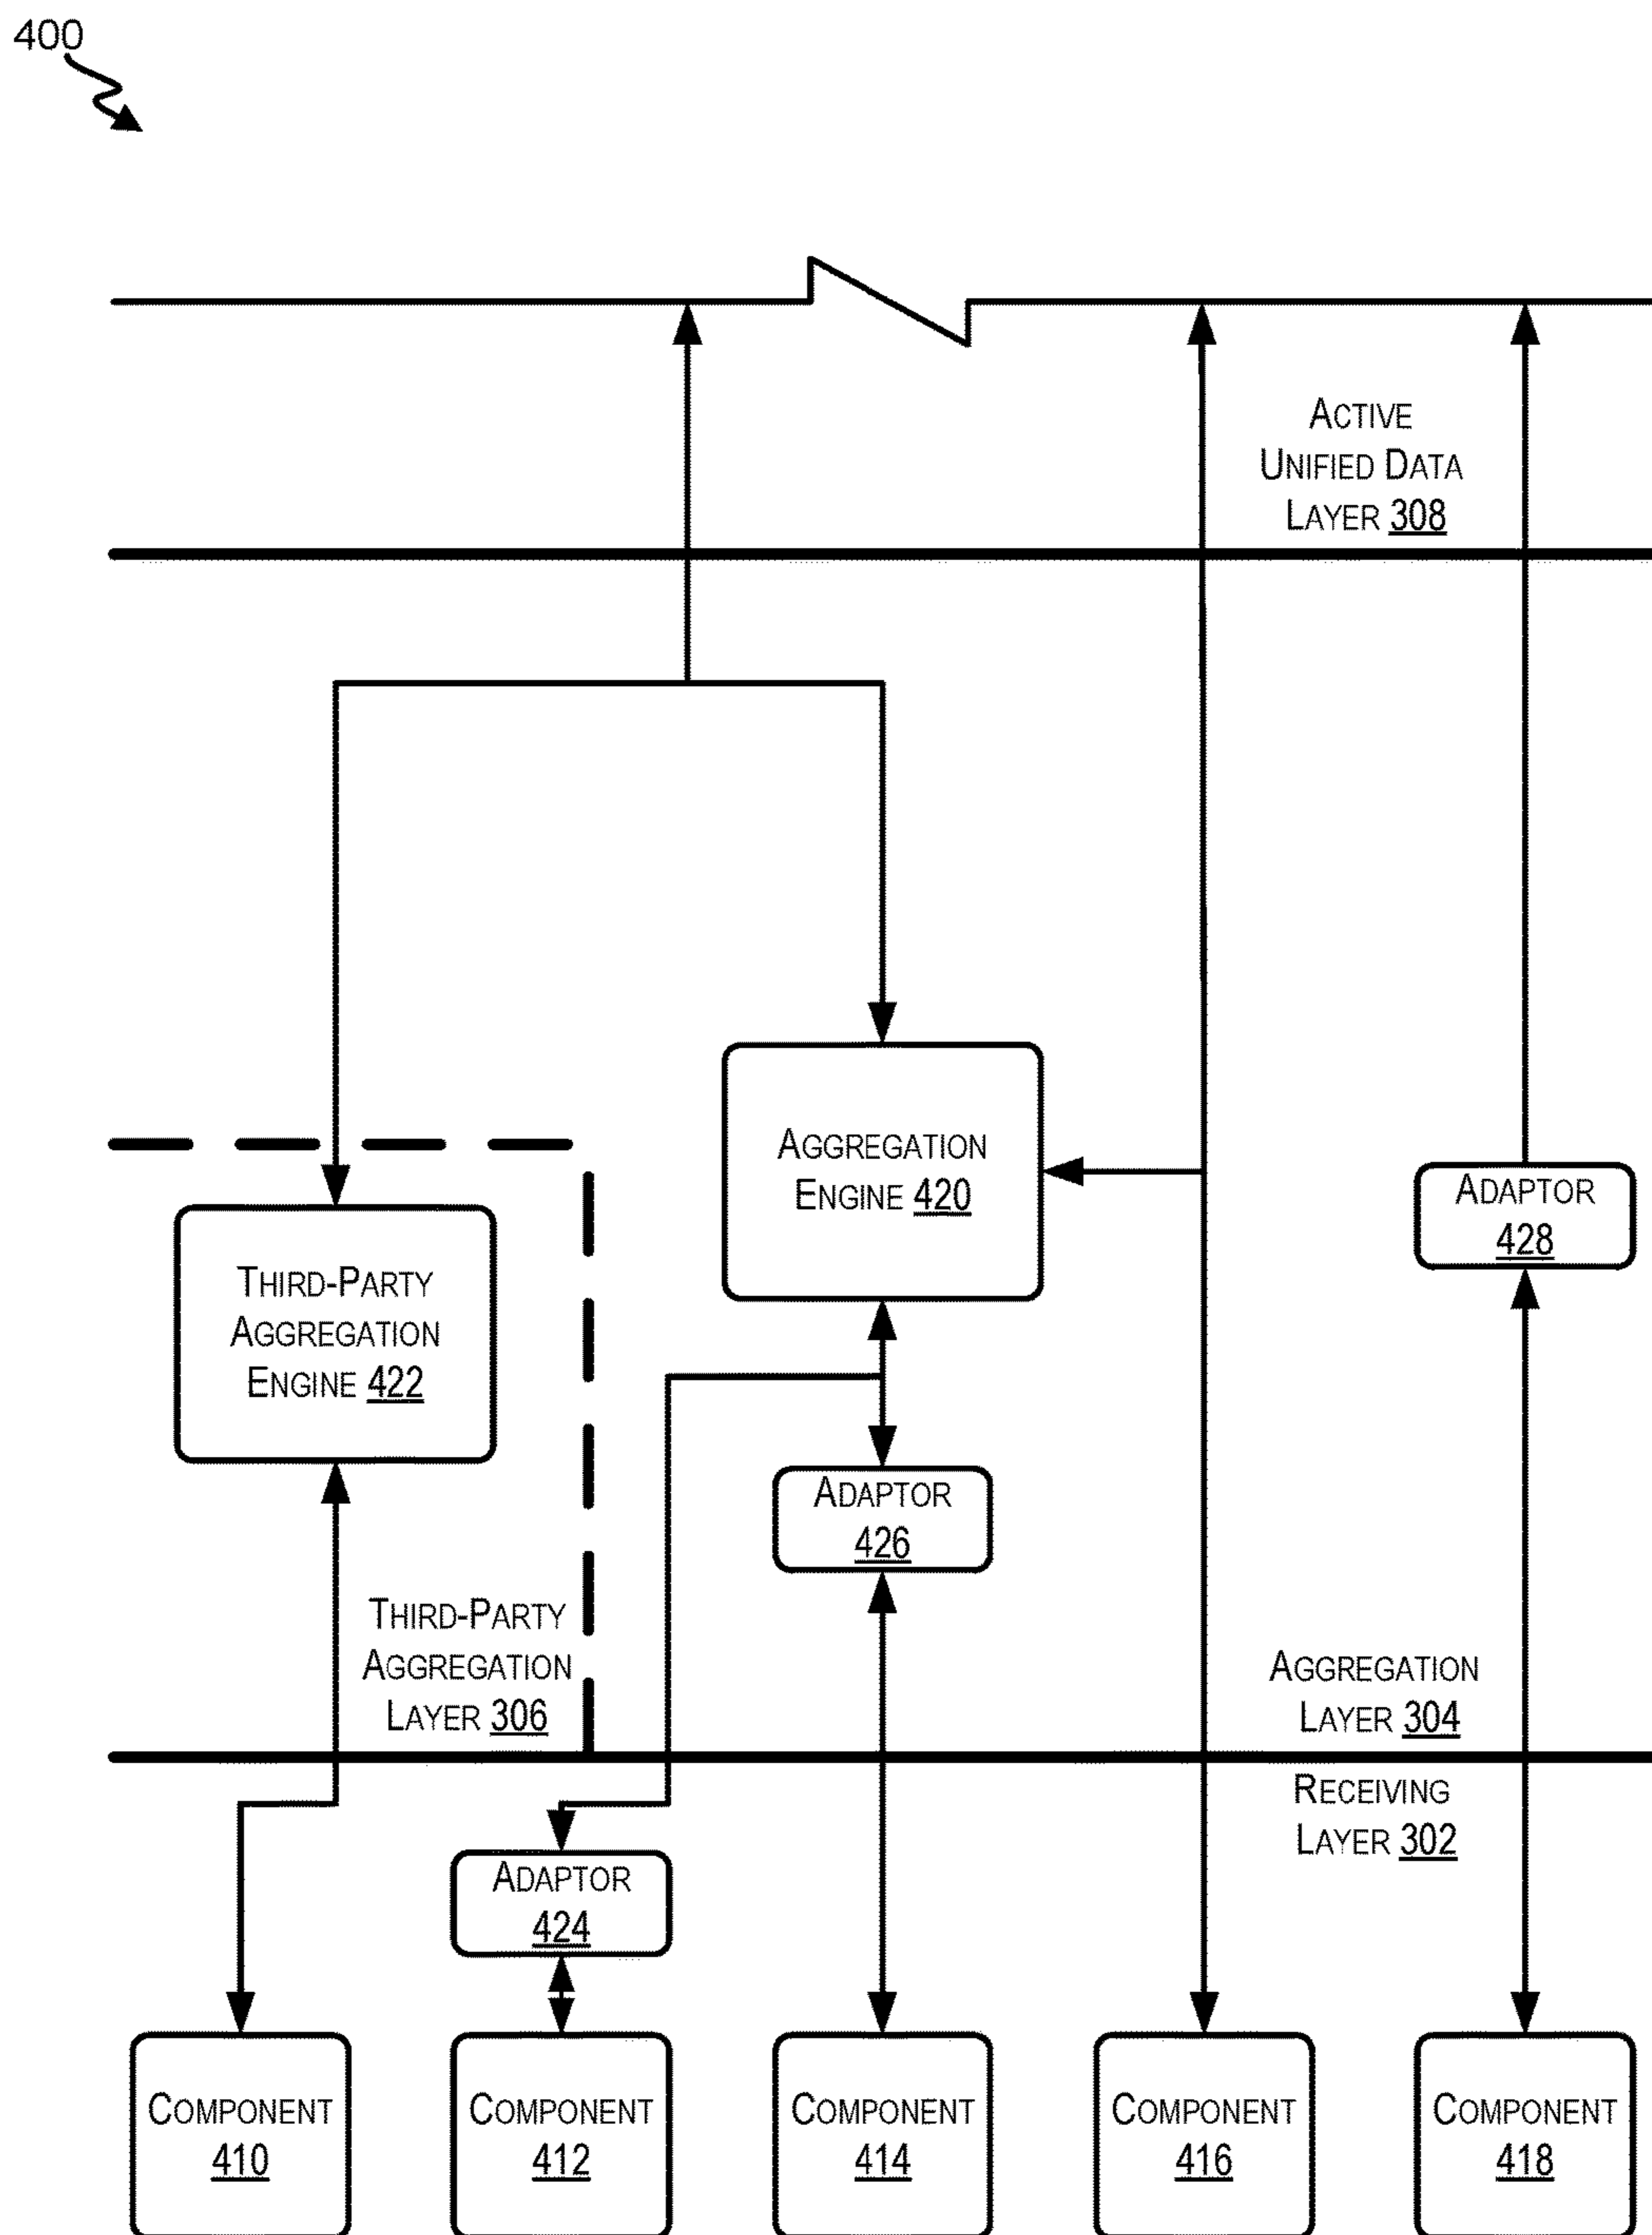 400
ACTIVE
UNIFIED DATA
LAYER 308
AGGREGATION
ENGINE 420
ADAPTOR
428
THIRD-PARTY
AGGREGATION
ENGINE 422
ADAPTOR
426
THIRD-PARTY
AGGREGATION
LAYER 306
AGGREGATION
LAYER 304
RECEIVING
LAYER 302
ADAPTOR
424
COMPONENT
410
COMPONENT
412
COMPONENT
414
COMPONENT
416
COMPONENT
418